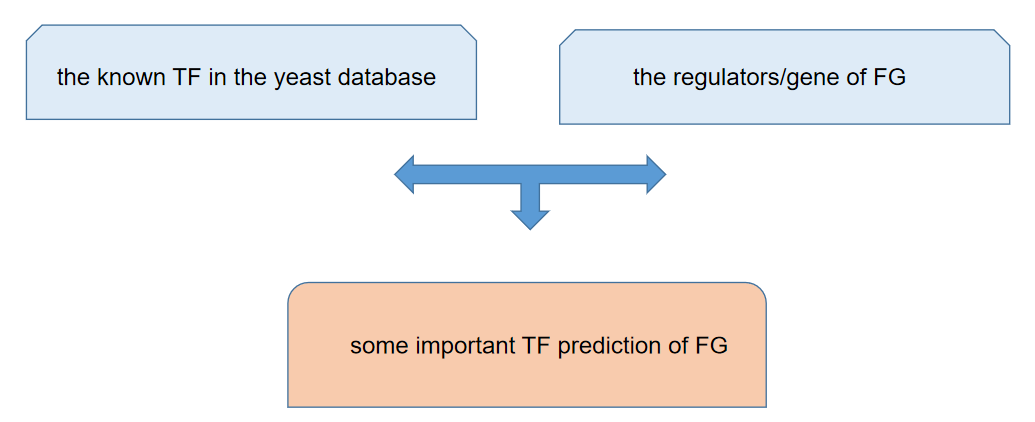 the known TF in the yeast database
the regulators/gene of FG
some important TF prediction of FG